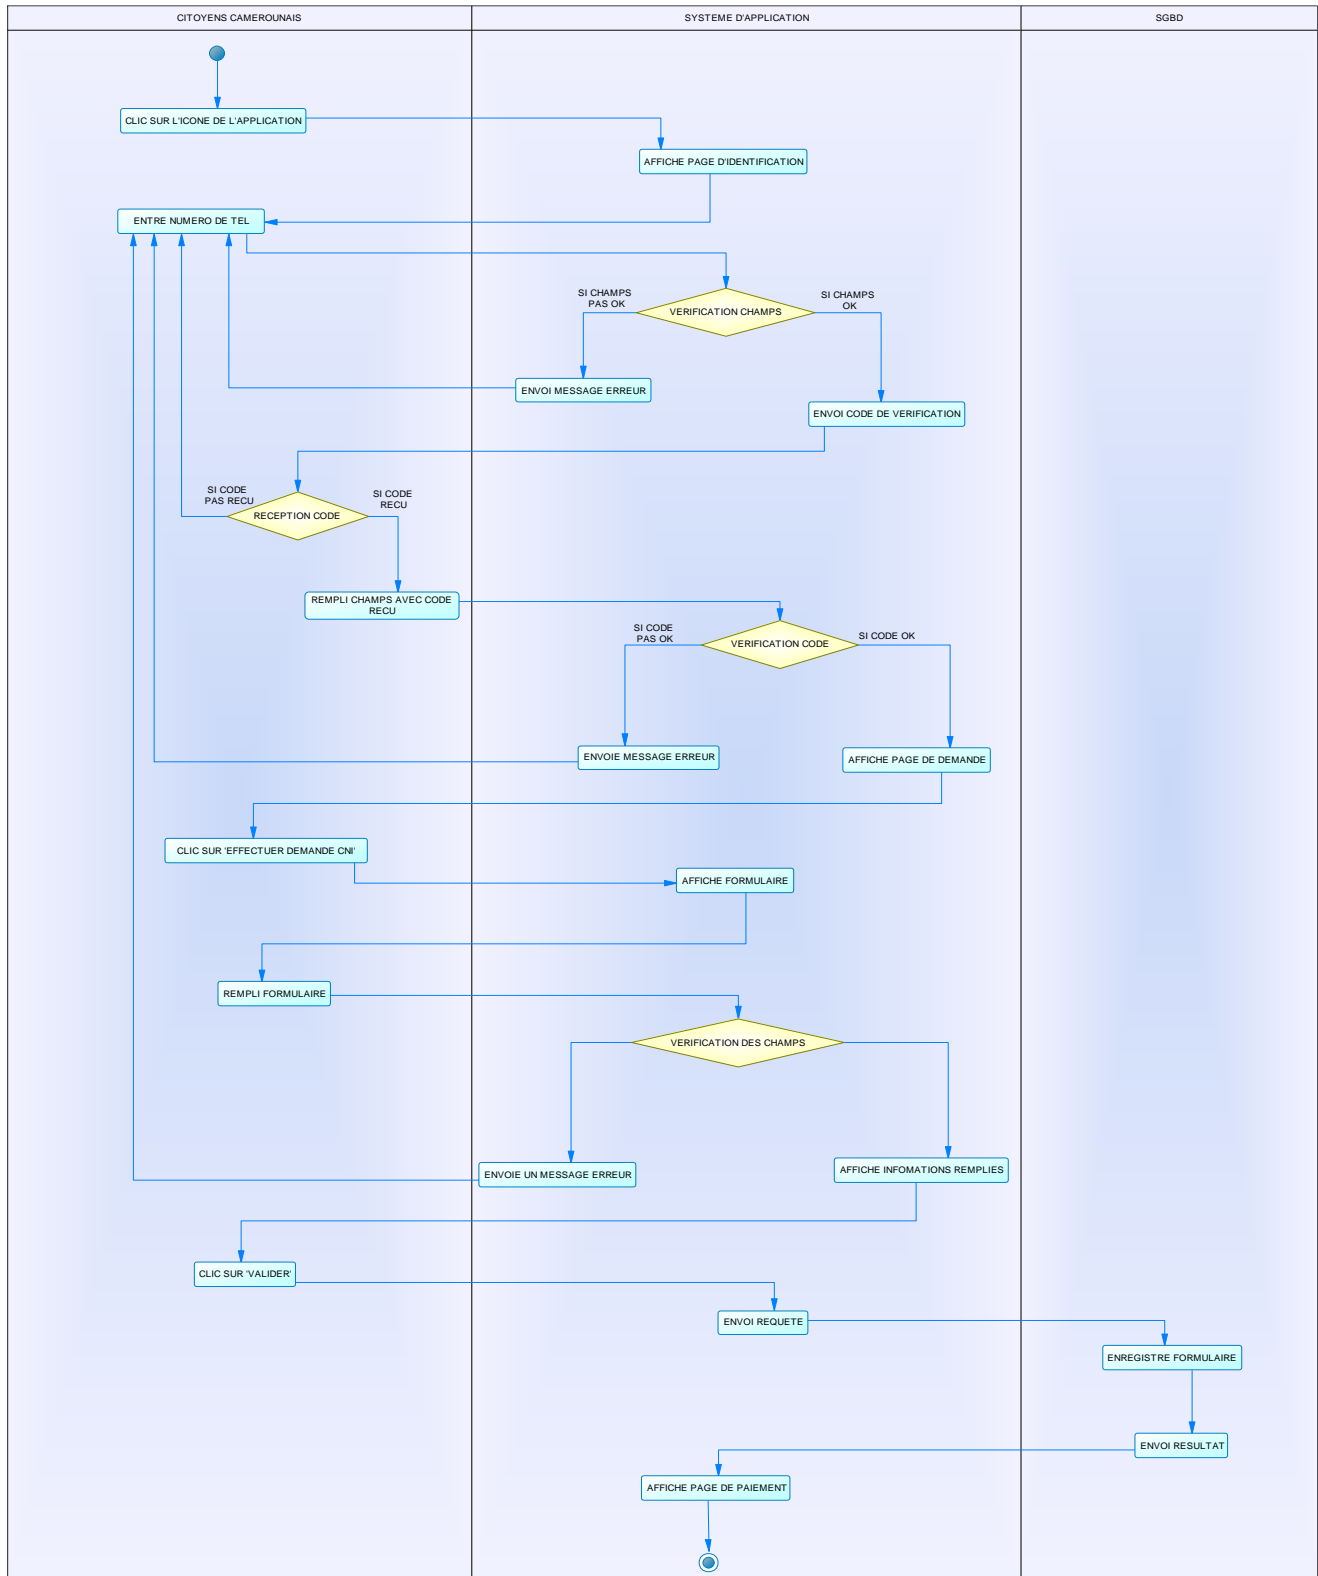 CITOYENS CAMEROUNAIS
SYSTEME D'APPLICATION
SGBD
CLIC SUR L'ICONE DE L'APPLICATION
AFFICHE PAGE D'IDENTIFICATION
ENTRE NUMERO DE TEL
SI CHAMPS
PAS OK
SI CHAMPS
OK
VERIFICATION CHAMPS
ENVOI MESSAGE ERREUR
ENVOI CODE DE VERIFICATION
SI CODE
PAS RECU
SI CODE
RECU
RECEPTION CODE
REMPLI CHAMPS AVEC CODE
RECU
SI CODE
PAS OK
SI CODE OK
VERIFICATION CODE
ENVOIE MESSAGE ERREUR
AFFICHE PAGE DE DEMANDE
CLIC SUR 'EFFECTUER DEMANDE CNI'
AFFICHE FORMULAIRE
REMPLI FORMULAIRE
VERIFICATION DES CHAMPS
ENVOIE UN MESSAGE ERREUR
AFFICHE INFOMATIONS REMPLIES
CLIC SUR 'VALIDER'
ENVOI REQUETE
ENREGISTRE FORMULAIRE
ENVOI RESULTAT
AFFICHE PAGE DE PAIEMENT